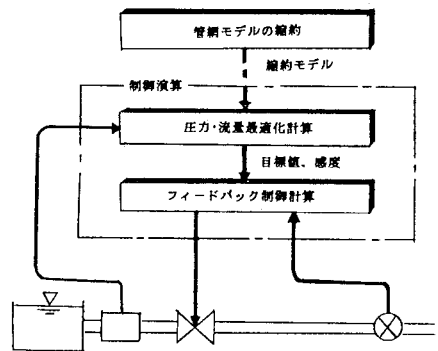 管網モデルの縮約
縮約モデル
制御演算
圧力・流量最適化計算
目標値、感度
フィードバック制御計算